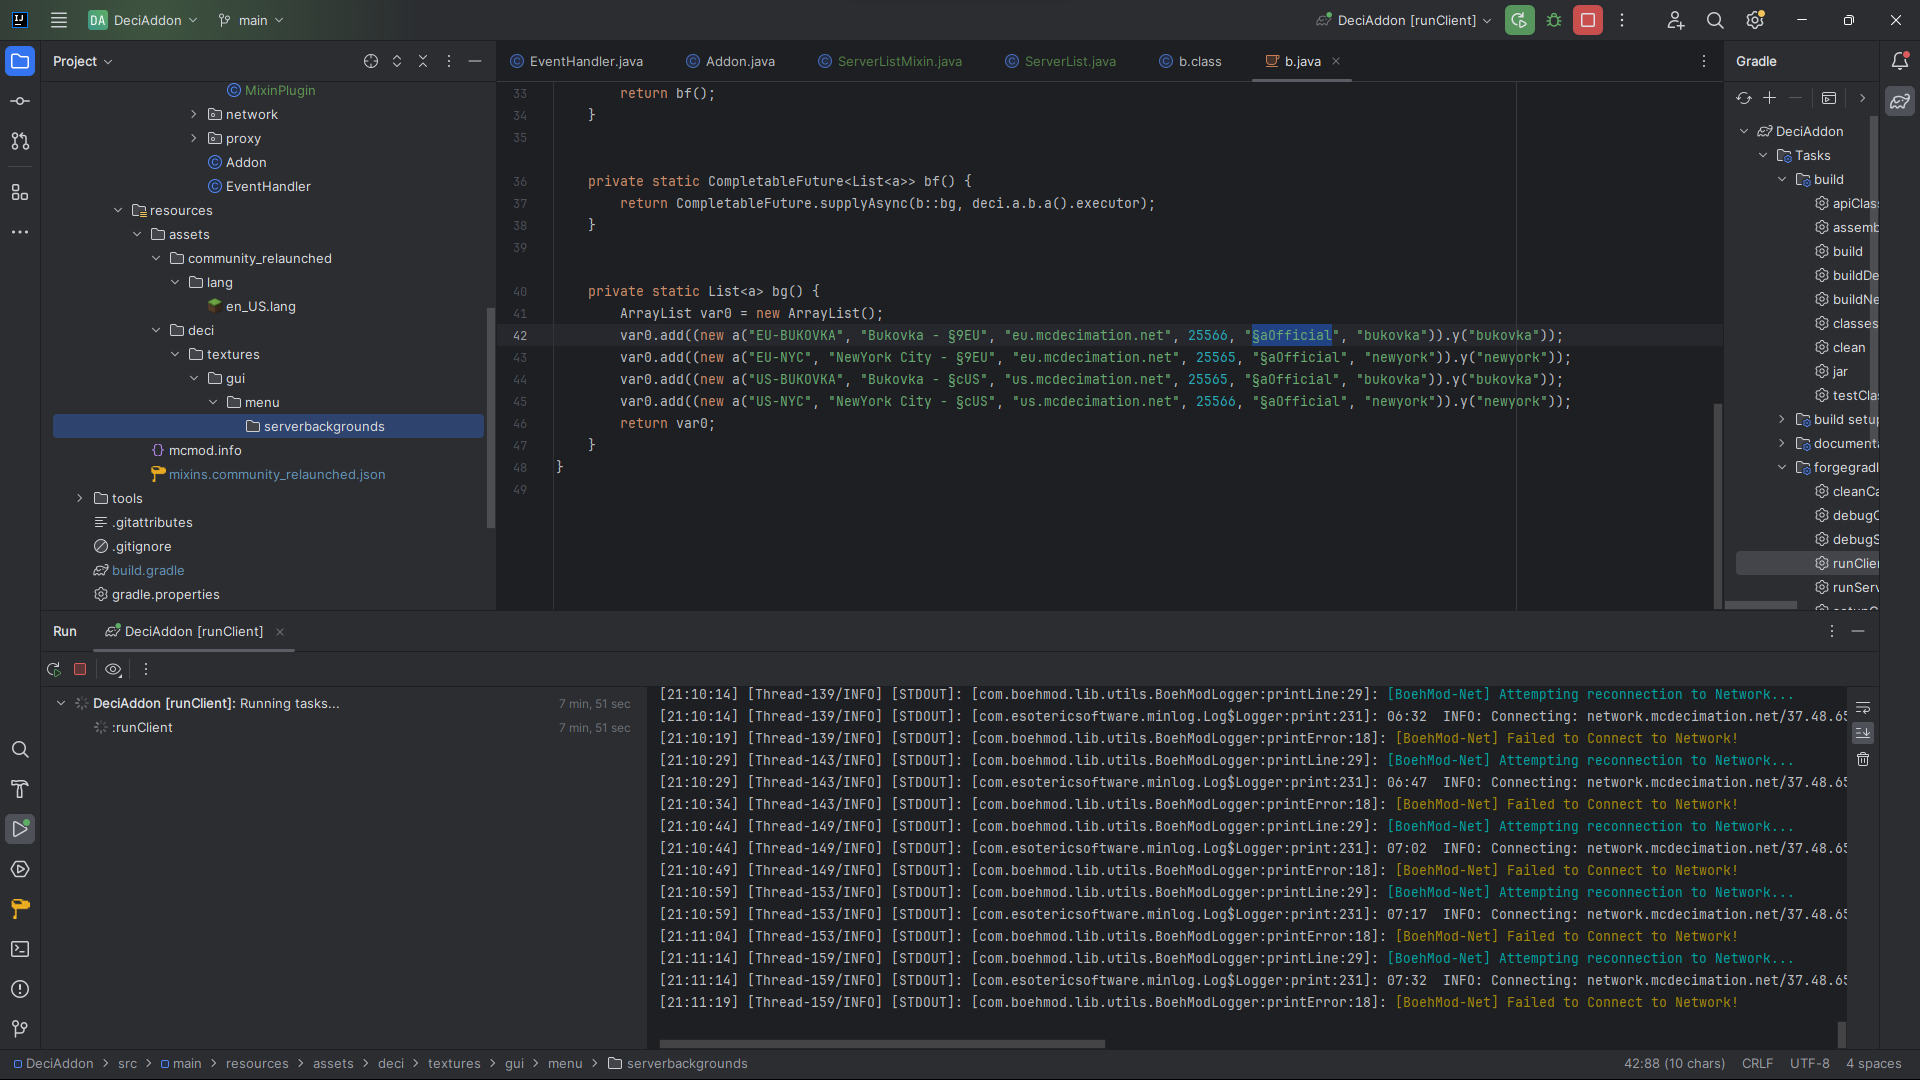 DA DeciAddon main DeciAddon [runClient]
Project
EventHandler.java Addon.java ServerListMixin.java ServerList.java b.class b.java
Gradle
MixinPlugin
network
proxy
Addon
EventHandler
resources
assets
community_relaunched
lang
en_US.lang
deci
textures
gui
menu
serverbackgrounds
mcmod.info
mixins.community_relaunched.json
tools
.gitattributes
.gitignore
build.gradle
gradle.properties
33 return bf();
34 }
35
36 private static CompletableFuture<List<a>> bf() {
37 return CompletableFuture.supplyAsync(b::bg, deci.a.b.a().executor);
38 }
39
40 private static List<a> bg() {
41 ArrayList var0 = new ArrayList();
42 var0.add((new a("EU-BUKOVKA", "Bukovka - §9EU", "eu.mcdecimation.net", 25566, "§aOfficial", "bukovka")).y("bukovka"));
43 var0.add((new a("EU-NYC", "NewYork City - §9EU", "eu.mcdecimation.net", 25565, "§aOfficial", "newyork")).y("newyork"));
44 var0.add((new a("US-BUKOVKA", "Bukovka - §cUS", "us.mcdecimation.net", 25565, "§aOfficial", "bukovka")).y("bukovka"));
45 var0.add((new a("US-NYC", "NewYork City - §cUS", "us.mcdecimation.net", 25566, "§aOfficial", "newyork")).y("newyork"));
46 return var0;
47 }
48 }
49
DeciAddon
Tasks
build
apiClas
assemb
build
buildDe
buildNe
classes
clean
jar
testClas
build setu
documenta
forgegradl
cleanCa
debugC
debugS
runClien
runServ
Run DeciAddon [runClient]
DeciAddon [runClient]: Running tasks... 7 min, 51 sec
:runClient 7 min, 51 sec
[21:10:14] [Thread-139/INFO] [STDOUT]: [com.boehmod.lib.utils.BoehModLogger:printLine:29]: [BoehMod-Net] Attempting reconnection to Network...
[21:10:14] [Thread-139/INFO] [STDOUT]: [com.esotericsoftware.minlog.Log$Logger:print:231]: 06:32  INFO: Connecting: network.mcdecimation.net/37.48.65
[21:10:19] [Thread-139/INFO] [STDOUT]: [com.boehmod.lib.utils.BoehModLogger:printError:18]: [BoehMod-Net] Failed to Connect to Network!
[21:10:29] [Thread-143/INFO] [STDOUT]: [com.boehmod.lib.utils.BoehModLogger:printLine:29]: [BoehMod-Net] Attempting reconnection to Network...
[21:10:29] [Thread-143/INFO] [STDOUT]: [com.esotericsoftware.minlog.Log$Logger:print:231]: 06:47  INFO: Connecting: network.mcdecimation.net/37.48.65
[21:10:34] [Thread-143/INFO] [STDOUT]: [com.boehmod.lib.utils.BoehModLogger:printError:18]: [BoehMod-Net] Failed to Connect to Network!
[21:10:44] [Thread-149/INFO] [STDOUT]: [com.boehmod.lib.utils.BoehModLogger:printLine:29]: [BoehMod-Net] Attempting reconnection to Network...
[21:10:44] [Thread-149/INFO] [STDOUT]: [com.esotericsoftware.minlog.Log$Logger:print:231]: 07:02  INFO: Connecting: network.mcdecimation.net/37.48.65
[21:10:49] [Thread-149/INFO] [STDOUT]: [com.boehmod.lib.utils.BoehModLogger:printError:18]: [BoehMod-Net] Failed to Connect to Network!
[21:10:59] [Thread-153/INFO] [STDOUT]: [com.boehmod.lib.utils.BoehModLogger:printLine:29]: [BoehMod-Net] Attempting reconnection to Network...
[21:10:59] [Thread-153/INFO] [STDOUT]: [com.esotericsoftware.minlog.Log$Logger:print:231]: 07:17  INFO: Connecting: network.mcdecimation.net/37.48.65
[21:11:04] [Thread-153/INFO] [STDOUT]: [com.boehmod.lib.utils.BoehModLogger:printError:18]: [BoehMod-Net] Failed to Connect to Network!
[21:11:14] [Thread-159/INFO] [STDOUT]: [com.boehmod.lib.utils.BoehModLogger:printLine:29]: [BoehMod-Net] Attempting reconnection to Network...
[21:11:14] [Thread-159/INFO] [STDOUT]: [com.esotericsoftware.minlog.Log$Logger:print:231]: 07:32  INFO: Connecting: network.mcdecimation.net/37.48.65
[21:11:19] [Thread-159/INFO] [STDOUT]: [com.boehmod.lib.utils.BoehModLogger:printError:18]: [BoehMod-Net] Failed to Connect to Network!
DeciAddon > src > main > resources > assets > deci > textures > gui > menu > serverbackgrounds 42:88 (10 chars) CRLF UTF-8 4 spaces